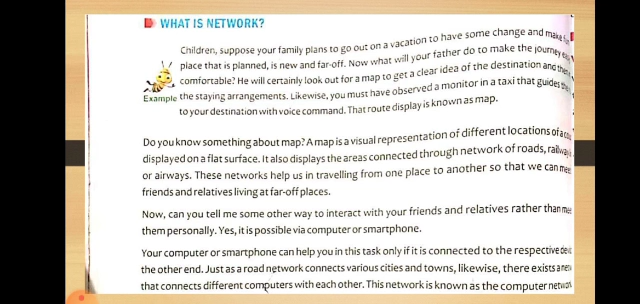 WHAT IS NETWORK?
Children, suppose your family plans to go out on a vacation to have some change and make
place that is planned, is new and far-off. Now what will your father do to make the journey
comfortable? He will certainly look out for a map to get a clear idea of the destination and
Example the staying arrangements. Likewise, you must have observed a monitor in a taxi that guides
to your destination with voice command. That route display is known as map.
Do you know something about map? A map is a visual representation of different locations of a
displayed on a flat surface. It also displays the areas connected through network of roads, railway
or airways. These networks help us in travelling from one place to another so that we can
friends and relatives living at far-off places.
Now, can you tell me some other way to interact with your friends and relatives rather than
them personally. Yes, it is possible via computer or smartphone.
Your computer or smartphone can help you in this task only if it is connected to the respective
the other end. Just as a road network connects various cities and towns, likewise, there exists a
that connects different computers with each other. This network is known as the computer